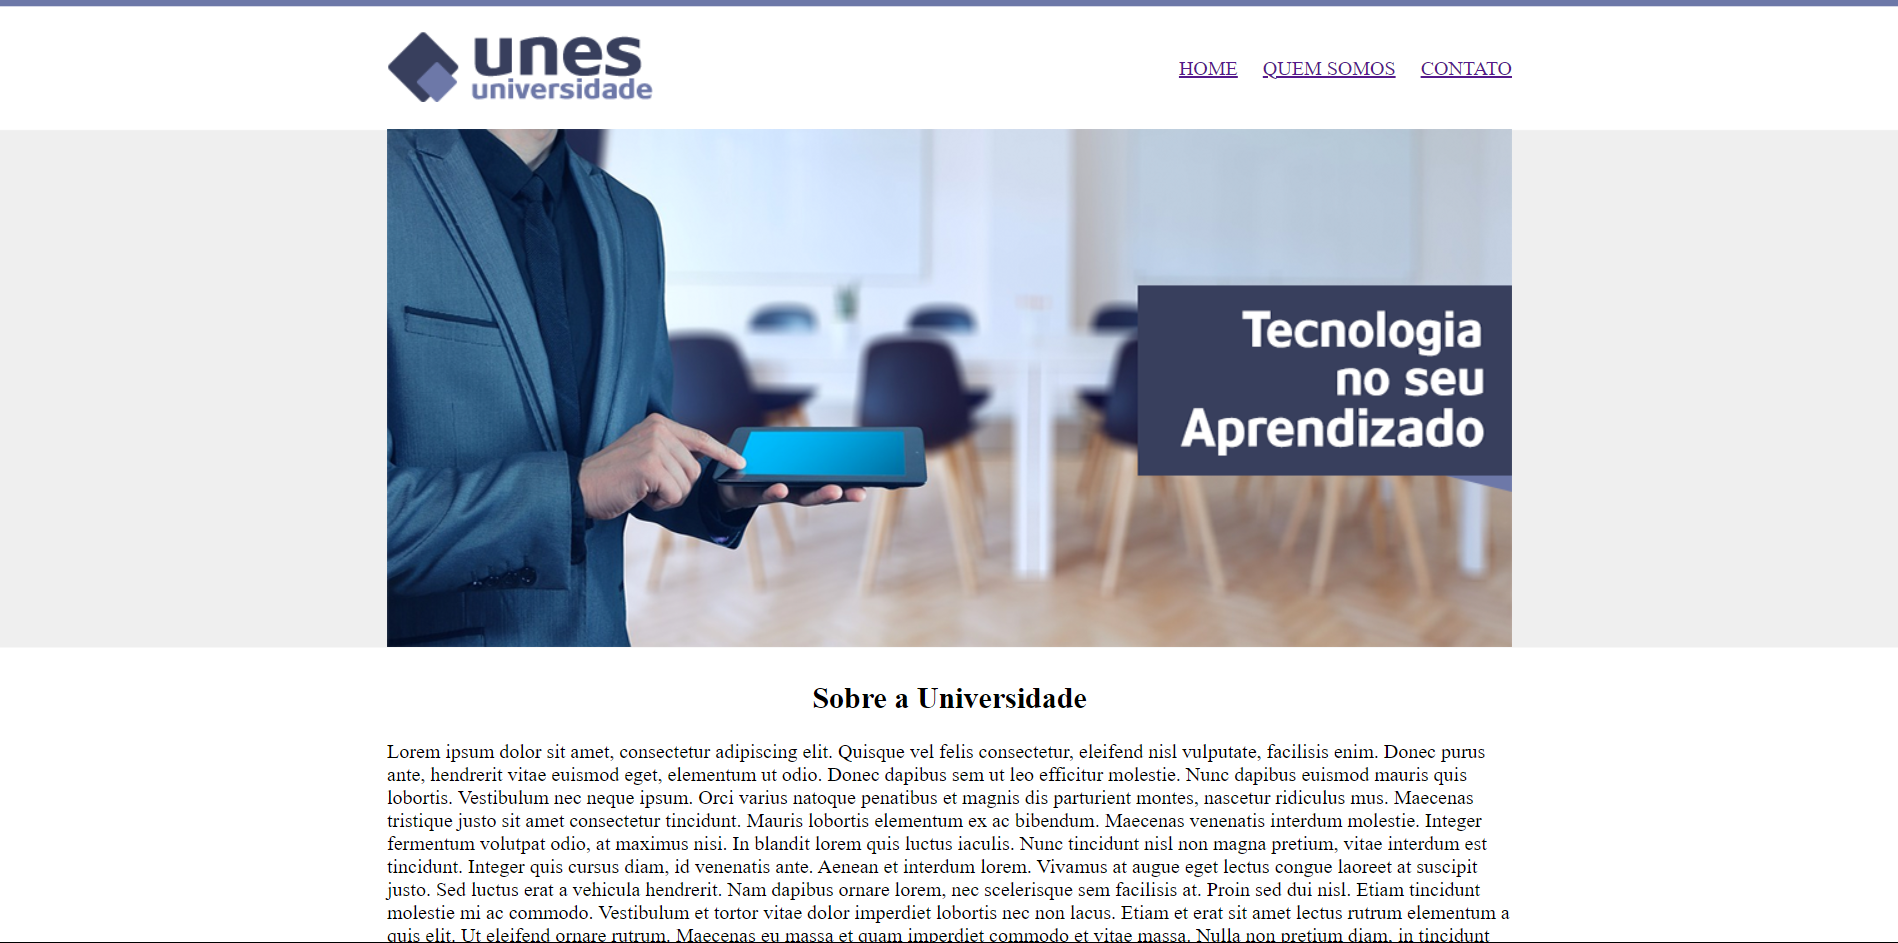 unes
universidade
HOME QUEM SOMOS CONTATO
Tecnologia
no seu
Aprendizado
Sobre a Universidade
Lorem ipsum dolor sit amet, consectetur adipiscing elit. Quisque vel felis consectetur, eleifend nisl vulputate, facilisis enim. Donec purus
ante, hendrerit vitae euismod eget, elementum ut odio. Donec dapibus sem ut leo efficitur molestie. Nunc dapibus euismod mauris quis
lobortis. Vestibulum nec neque ipsum. Orci varius natoque penatibus et magnis dis parturient montes, nascetur ridiculus mus. Maecenas
tristique justo sit amet consectetur tincidunt. Mauris lobortis elementum ex ac bibendum. Maecenas venenatis interdum molestie. Integer
fermentum volutpat odio, at maximus nisi. In blandit lorem quis luctus iaculis. Nunc tincidunt nisl non magna pretium, vitae interdum est
tincidunt. Integer quis cursus diam, id venenatis ante. Aenean et interdum lorem. Vivamus at augue eget lectus congue laoreet at suscipit
justo. Sed luctus erat a vehicula hendrerit. Nam dapibus ornare lorem, nec scelerisque sem facilisis at. Proin sed dui nisl. Etiam tincidunt
molestie mi ac commodo. Vestibulum et tortor vitae dolor imperdiet lobortis nec non lacus. Etiam et erat sit amet lectus rutrum elementum a
quis elit. Ut eleifend ornare rutrum. Maecenas eu massa et quam imperdiet commodo et vitae massa. Nulla non pretium diam, in tincidunt